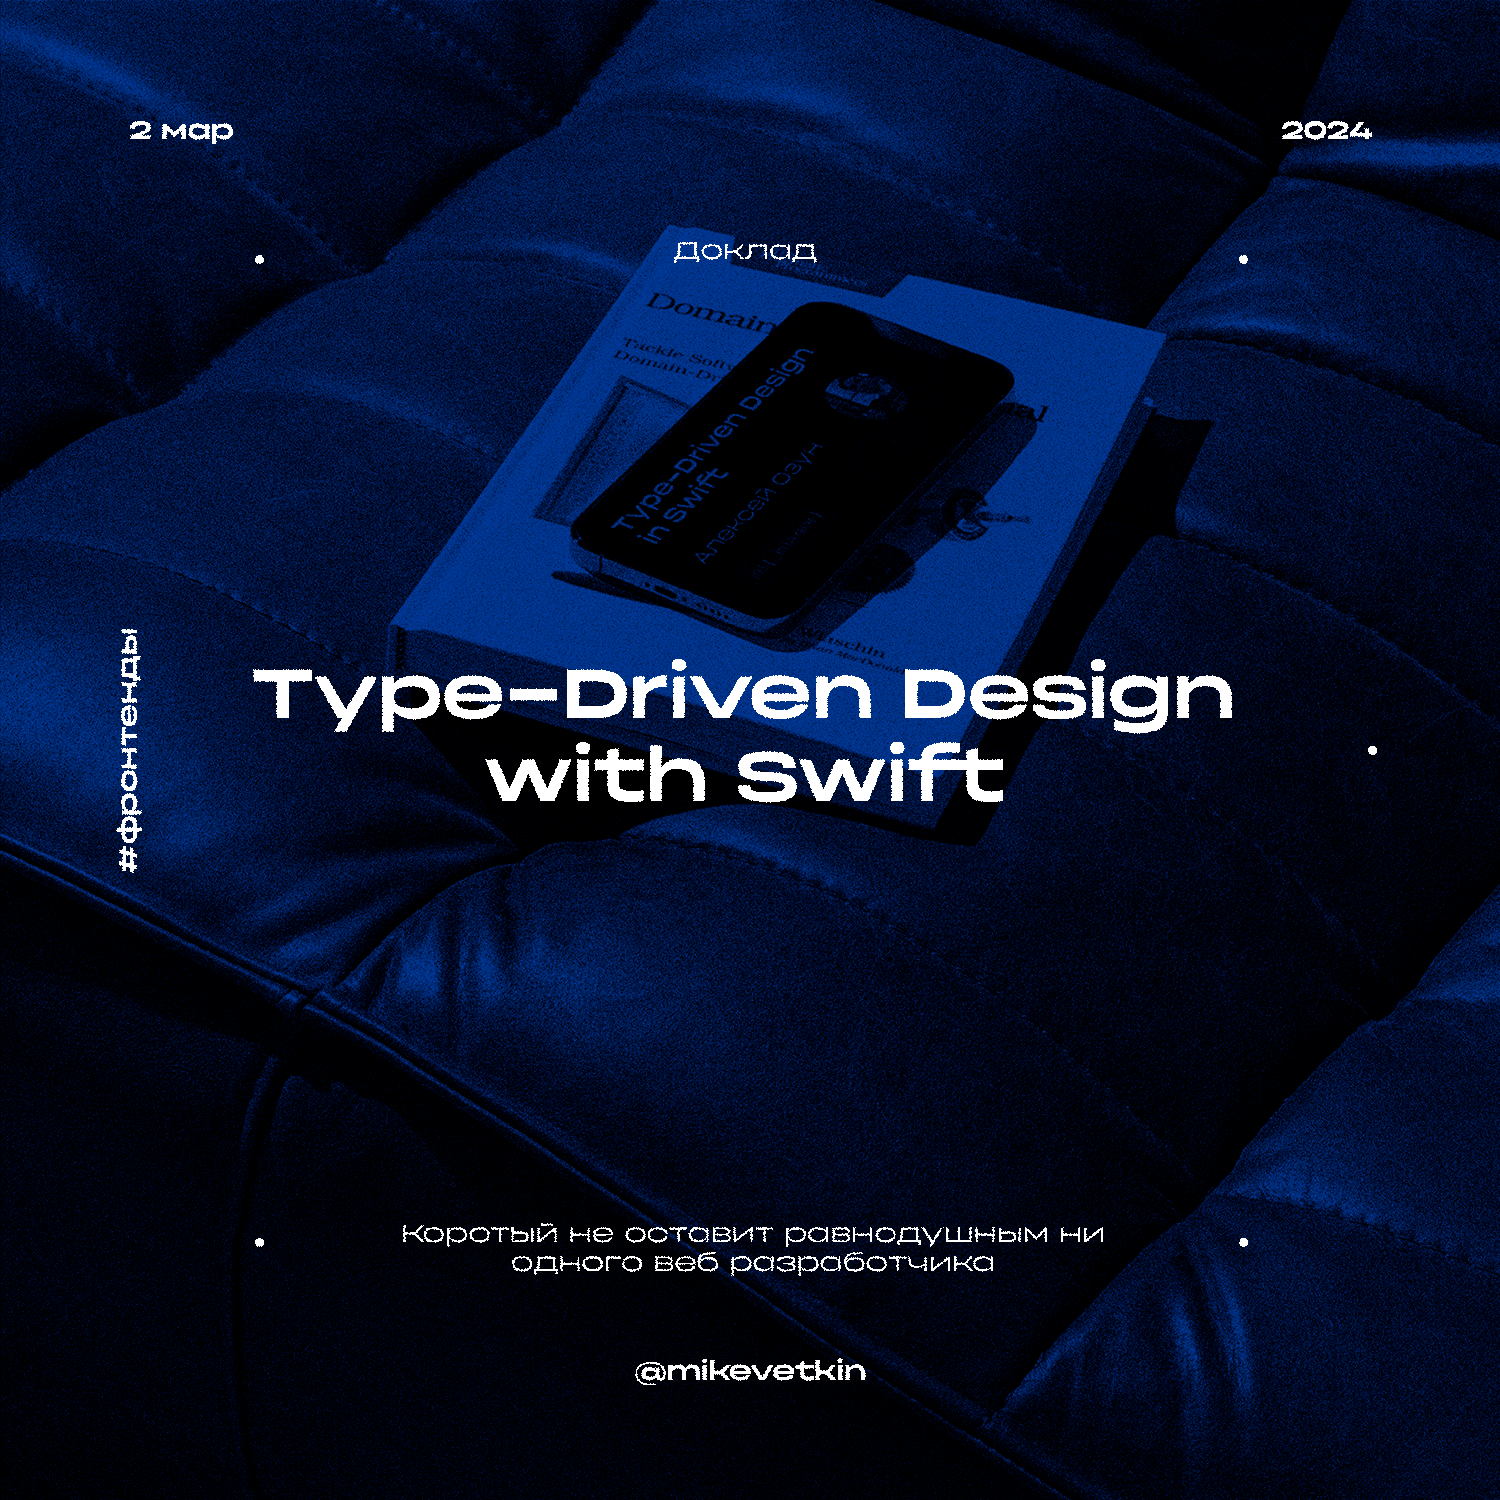 2 мар
2024
Доклад
Domain
Tackle Softw
Domain-Dr
Type-Driven Design
in Swift
Алексей Озун
Type-Driven Design
with Swift
#фронтенды
Коротый не оставит равнодушным ни
одного веб разработчика
@mikevetkin